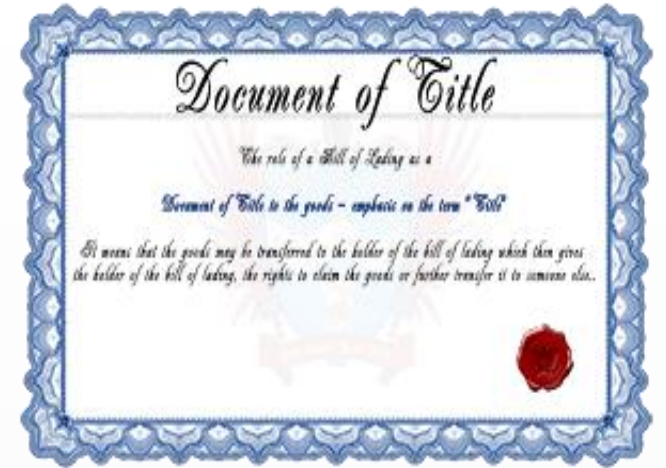 Document of Title
The role of a Bill of Lading as a
Document of Title to the goods – emphasis on the term "Title"
It means that the goods may be transferred to the holder of the bill of lading which then gives
the holder of the bill of lading, the rights to claim the goods or further transfer it to someone else..